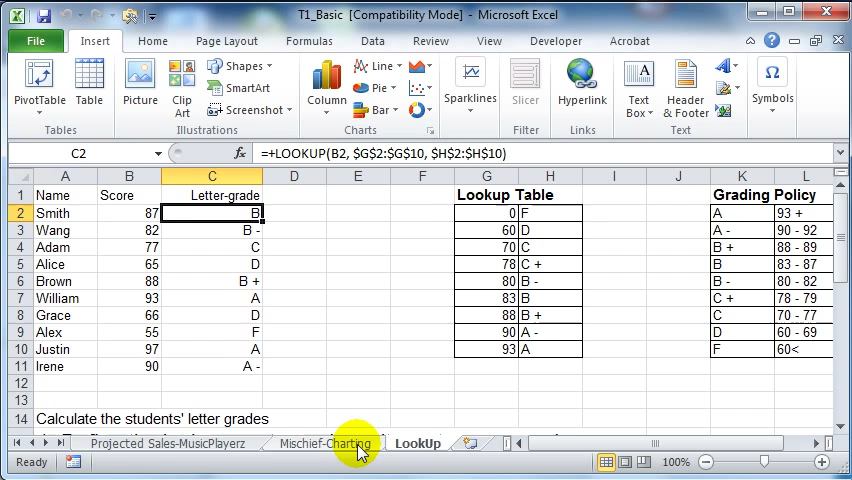 T1_Basic [Compatibility Mode] - Microsoft Excel
File Insert Home Page Layout Formulas Data Review View Developer Acrobat
PivotTable Table Picture Clip Art Shapes SmartArt Screenshot Column Line Pie Bar Sparklines Slicer Hyperlink Text Box Header & Footer Symbols
Tables Illustrations Charts Filter Links Text
C2 fx =+LOOKUP(B2, $G$2:$G$10, $H$2:$H$10)
A B C D E F G H I J K L
1 Name Score Letter-grade Lookup Table Grading Policy
2 Smith 87 B 0 F A 93 +
3 Wang 82 B - 60 D A - 90 - 92
4 Adam 77 C 70 C B + 88 - 89
5 Alice 65 D 78 C + B 83 - 87
6 Brown 88 B + 80 B - B - 80 - 82
7 William 93 A 83 B C + 78 - 79
8 Grace 66 D 88 B + C 70 - 77
9 Alex 55 F 90 A - D 60 - 69
10 Justin 97 A 93 A F 60<
11 Irene 90 A -
12
13
14 Calculate the students' letter grades
Projected Sales-MusicPlayerz Mischief-Charting LookUp
Ready 100%